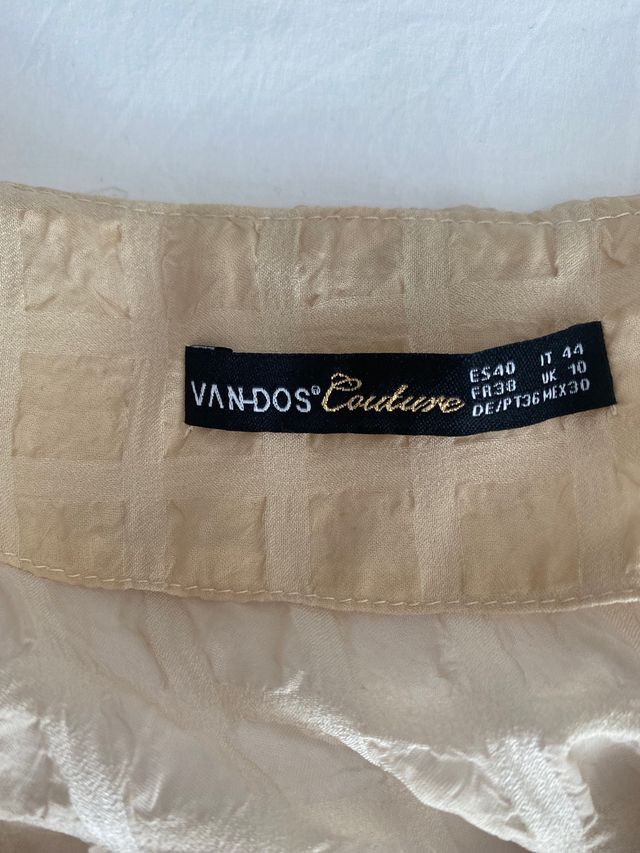 VAN-DOS® Couture
ES40 IT 44
FR38 UK 10
DE/PT36 MEX30